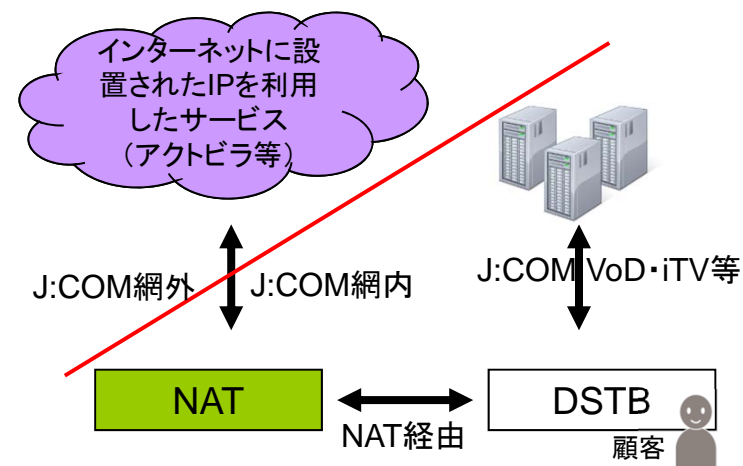 インターネットに設
置されたIPを利用
したサービス
（アクトビラ等）
J:COM網外
J:COM網内
J:COM VoD・iTV等
NAT
NAT経由
DSTB
顧客